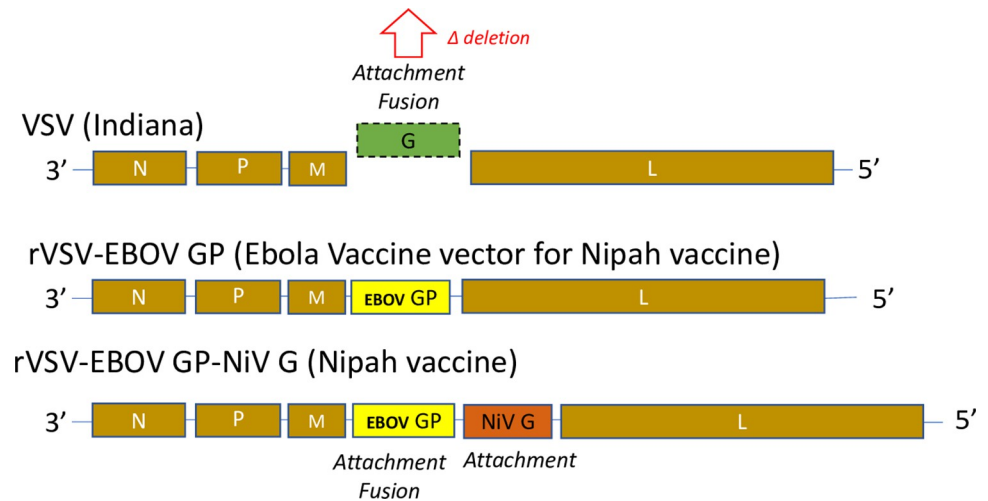 Δ deletion
Attachment
Fusion
VSV (Indiana)
G
3’ N P M L 5’
rVSV-EBOV GP (Ebola Vaccine vector for Nipah vaccine)
3’ N P M EBOV GP L 5’
rVSV-EBOV GP-NiV G (Nipah vaccine)
3’ N P M EBOV GP NiV G L 5’
Attachment Attachment
Fusion